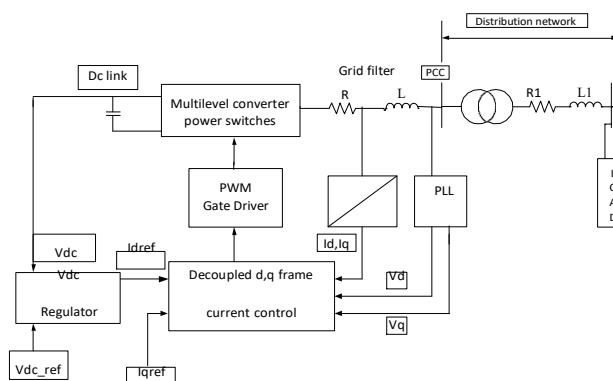 Distribution network
Grid filter
PCC
Dc link
Multilevel converter
power switches
R
L
R1
L1
PWM
Gate Driver
PLL
L
O
A
D
Id,Iq
Vdc
Idref
Vdc
Regulator
Decoupled d,q frame
current control
Vd
Vq
Vdc_ref
Iqref